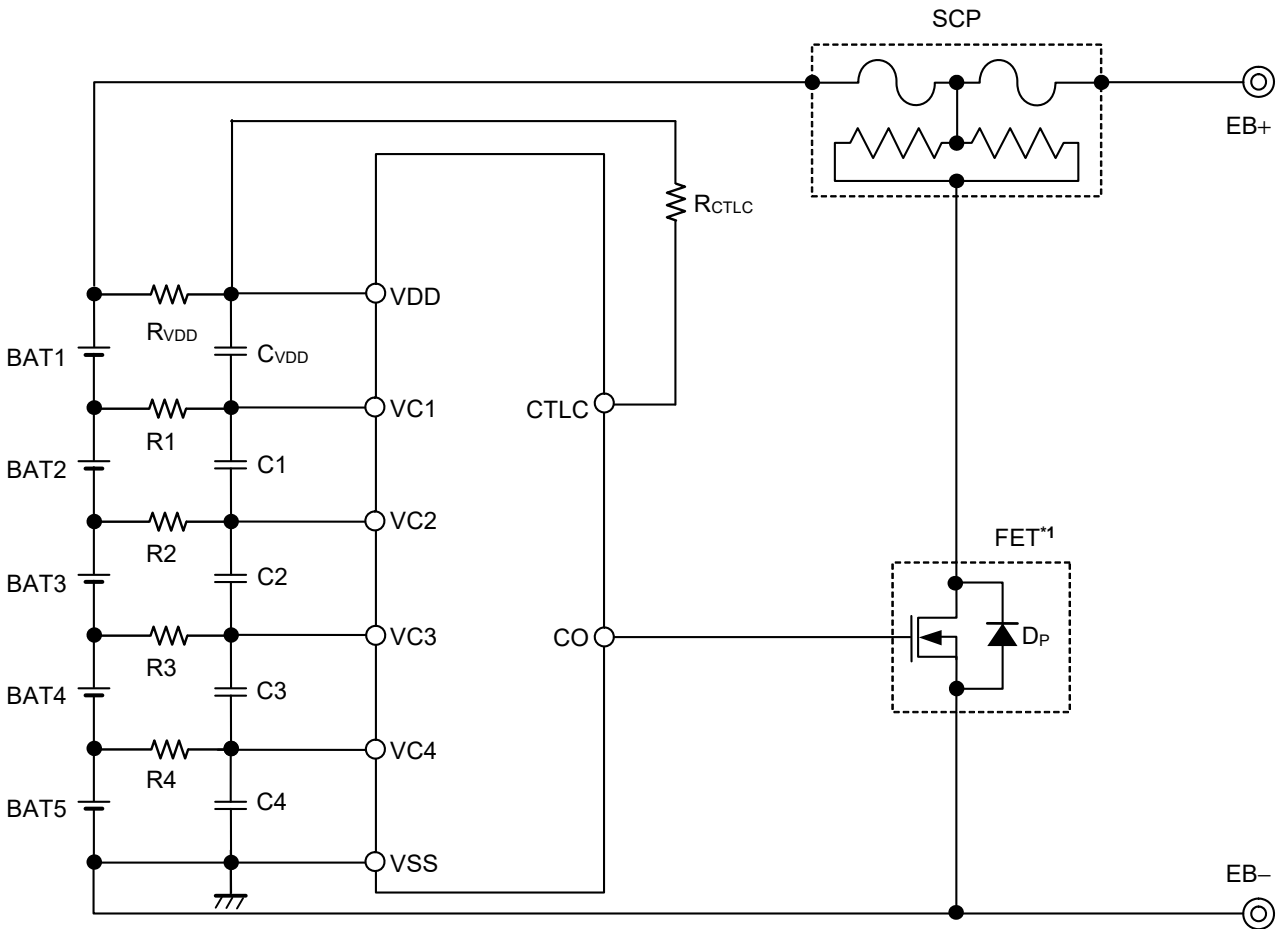 SCP
EB+
RCTLC
VDD
RVDD
BAT1
CVDD
VC1
CTLC
R1
BAT2
C1
VC2
R2
FET*1
BAT3
C2
VC3
CO
DP
R3
BAT4
C3
VC4
R4
BAT5
C4
VSS
EB−